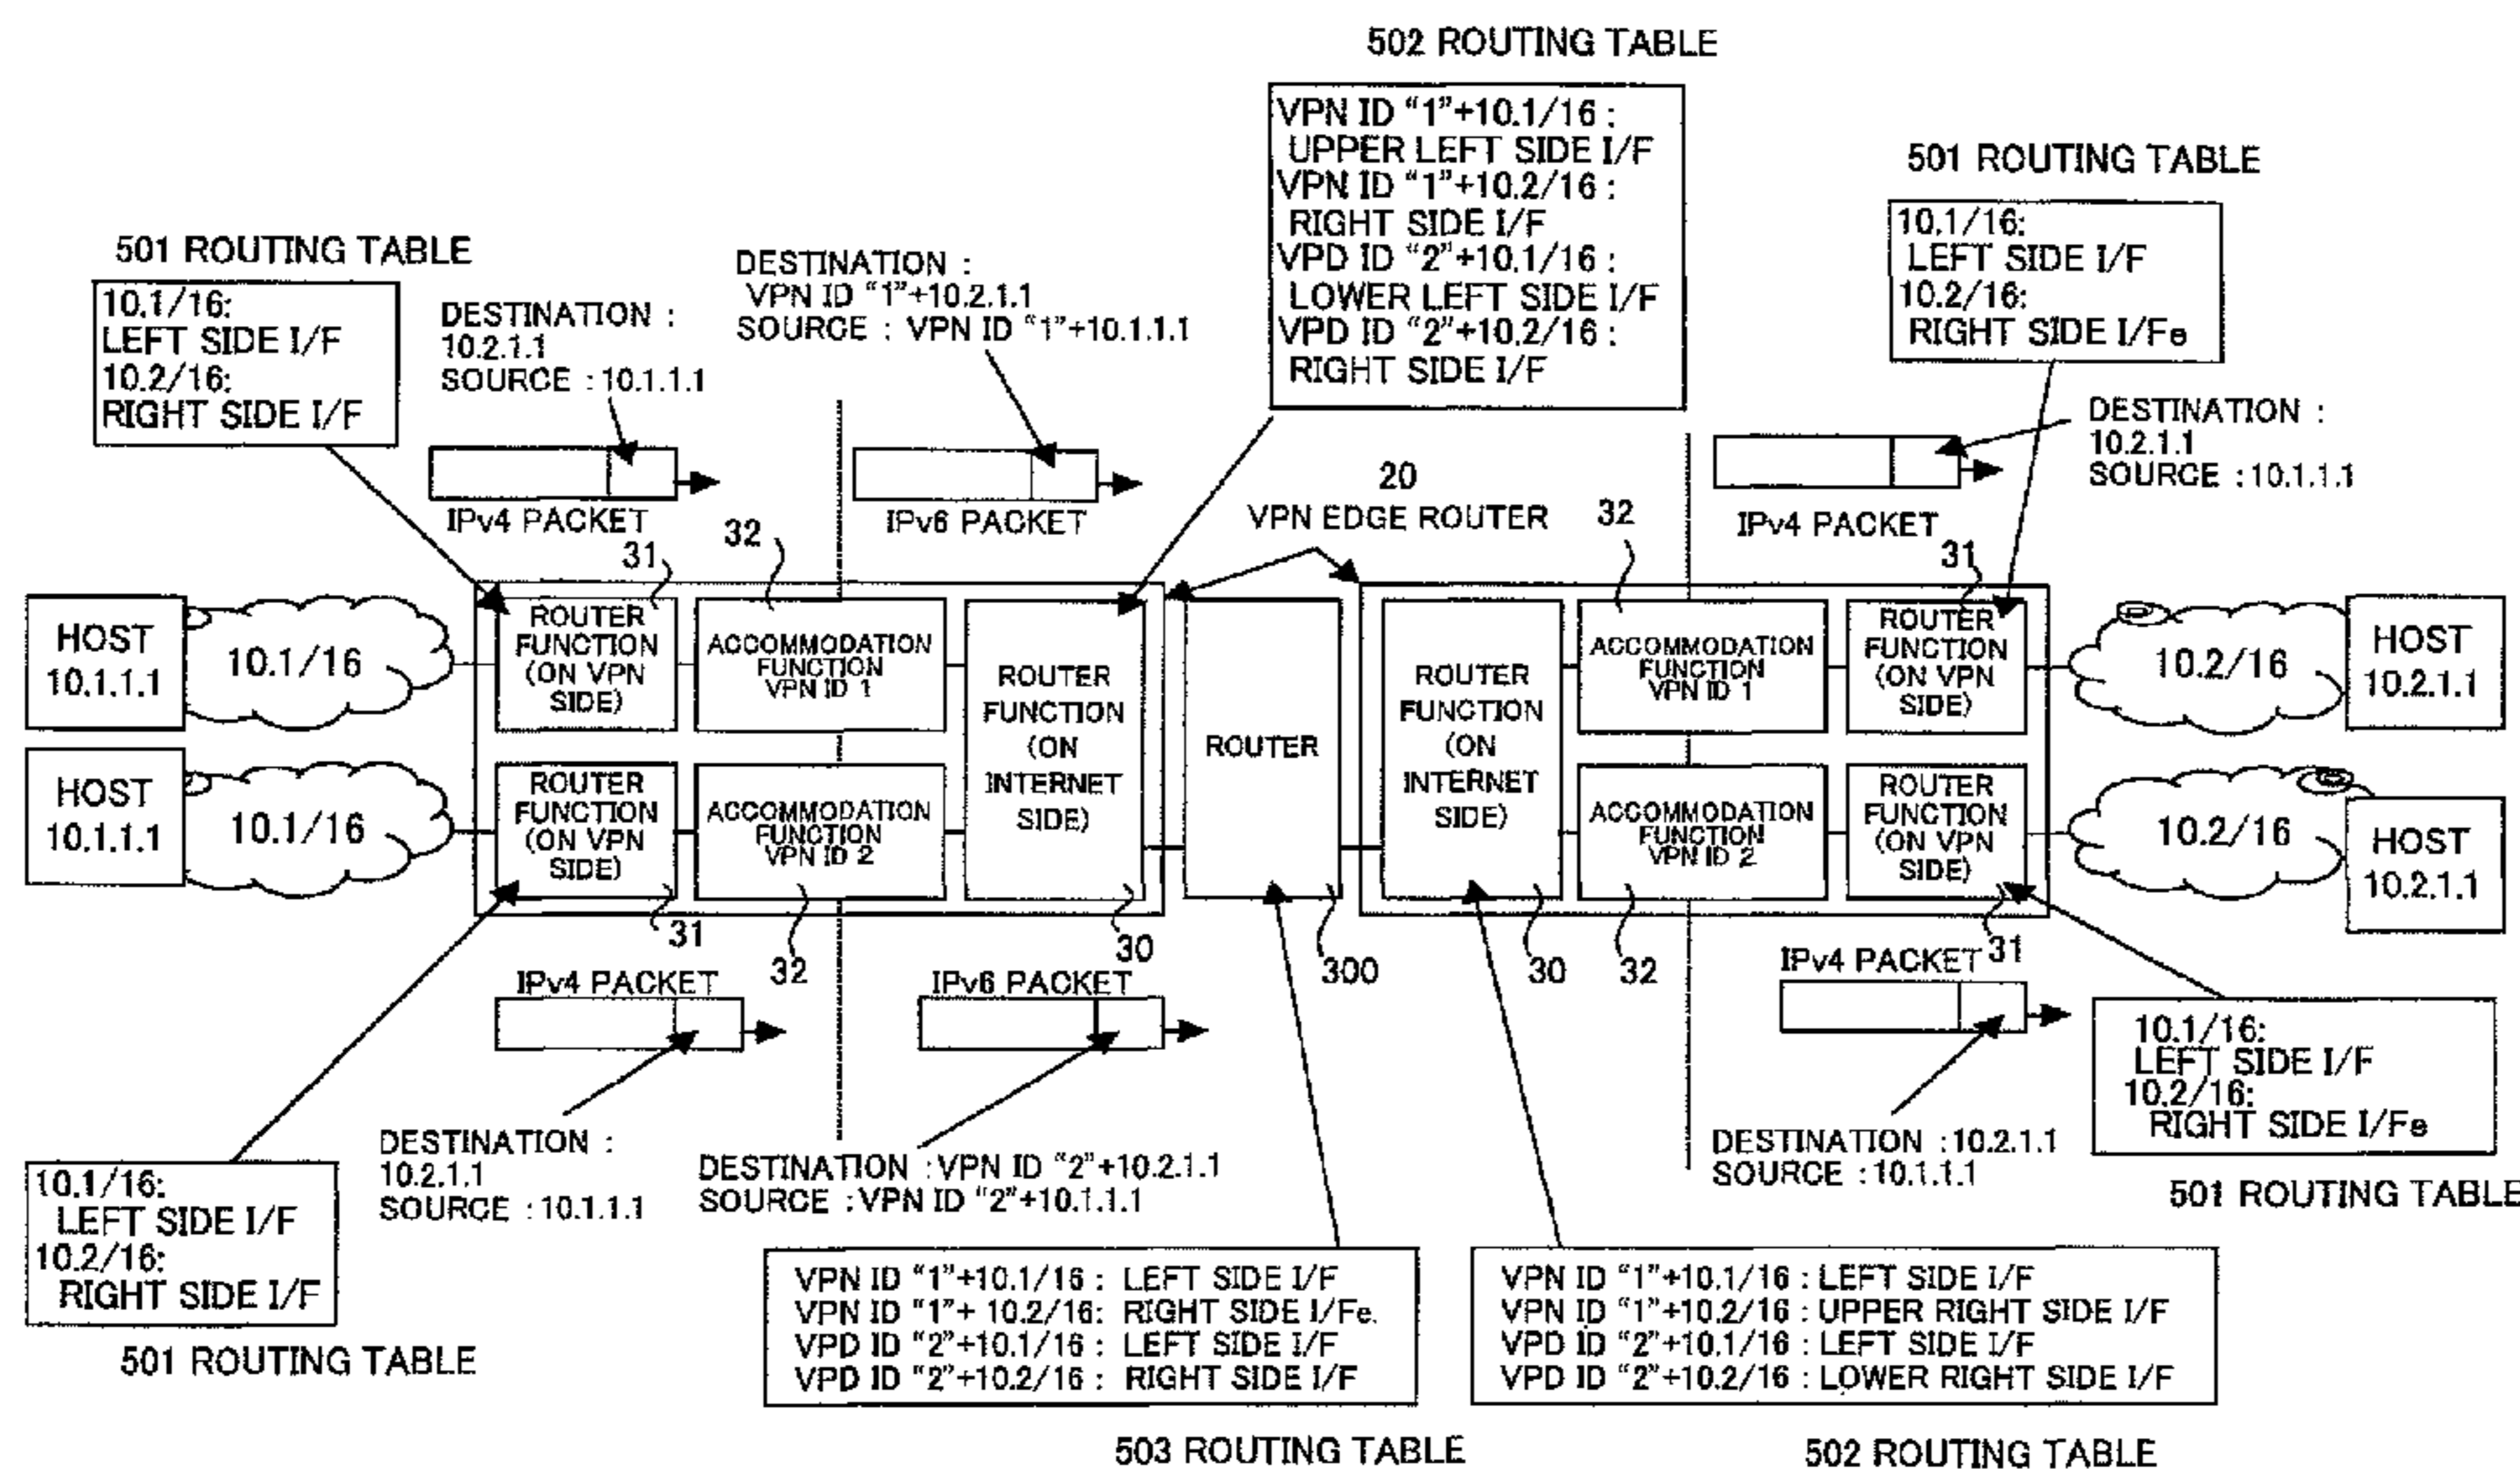 502 ROUTING TABLE
VPN ID “1”+10.1/16 :
UPPER LEFT SIDE I/F
VPN ID “1”+10.2/16 :
RIGHT SIDE I/F
VPD ID “2”+10.1/16 :
LOWER LEFT SIDE I/F
VPD ID “2”+10.2/16 :
RIGHT SIDE I/F
501 ROUTING TABLE
10.1/16:
LEFT SIDE I/F
10.2/16:
RIGHT SIDE I/Fe
501 ROUTING TABLE
10.1/16:
LEFT SIDE I/F
10.2/16:
RIGHT SIDE I/F
DESTINATION :
10.2.1.1
SOURCE : 10.1.1.1
DESTINATION :
VPN ID “1”+10.2.1.1
SOURCE : VPN ID “1”+10.1.1.1
DESTINATION :
10.2.1.1
SOURCE : 10.1.1.1
IPv4 PACKET
IPv6 PACKET
20
VPN EDGE ROUTER
IPv4 PACKET
31
32
32
31
HOST
10.1.1.1
10.1/16
ROUTER
FUNCTION
(ON VPN
SIDE)
ACCOMMODATION
FUNCTION
VPN ID 1
ROUTER
FUNCTION
(ON
INTERNET
SIDE)
ROUTER
ROUTER
FUNCTION
(ON
INTERNET
SIDE)
ACCOMMODATION
FUNCTION
VPN ID 1
ROUTER
FUNCTION
(ON VPN
SIDE)
10.2/16
HOST
10.2.1.1
HOST
10.1.1.1
10.1/16
ROUTER
FUNCTION
(ON VPN
SIDE)
ACCOMMODATION
FUNCTION
VPN ID 2
ACCOMMODATION
FUNCTION
VPN ID 2
ROUTER
FUNCTION
(ON VPN
SIDE)
10.2/16
HOST
10.2.1.1
31
32
30
300
30
32
31
IPv4 PACKET
IPv6 PACKET
IPv4 PACKET
DESTINATION :
10.2.1.1
SOURCE : 10.1.1.1
DESTINATION : VPN ID “2”+10.2.1.1
SOURCE : VPN ID “2”+10.1.1.1
DESTINATION : 10.2.1.1
SOURCE : 10.1.1.1
10.1/16:
LEFT SIDE I/F
10.2/16:
RIGHT SIDE I/Fe
501 ROUTING TABLE
10.1/16:
LEFT SIDE I/F
10.2/16:
RIGHT SIDE I/F
501 ROUTING TABLE
VPN ID “1”+10.1/16 : LEFT SIDE I/F
VPN ID “1”+ 10.2/16: RIGHT SIDE I/Fe.
VPD ID “2”+10.1/16 : LEFT SIDE I/F
VPD ID “2”+10.2/16 : RIGHT SIDE I/F
503 ROUTING TABLE
VPN ID “1”+10.1/16 : LEFT SIDE I/F
VPN ID “1”+10.2/16 : UPPER RIGHT SIDE I/F
VPD ID “2”+10.1/16 : LEFT SIDE I/F
VPD ID “2”+10.2/16 : LOWER RIGHT SIDE I/F
502 ROUTING TABLE